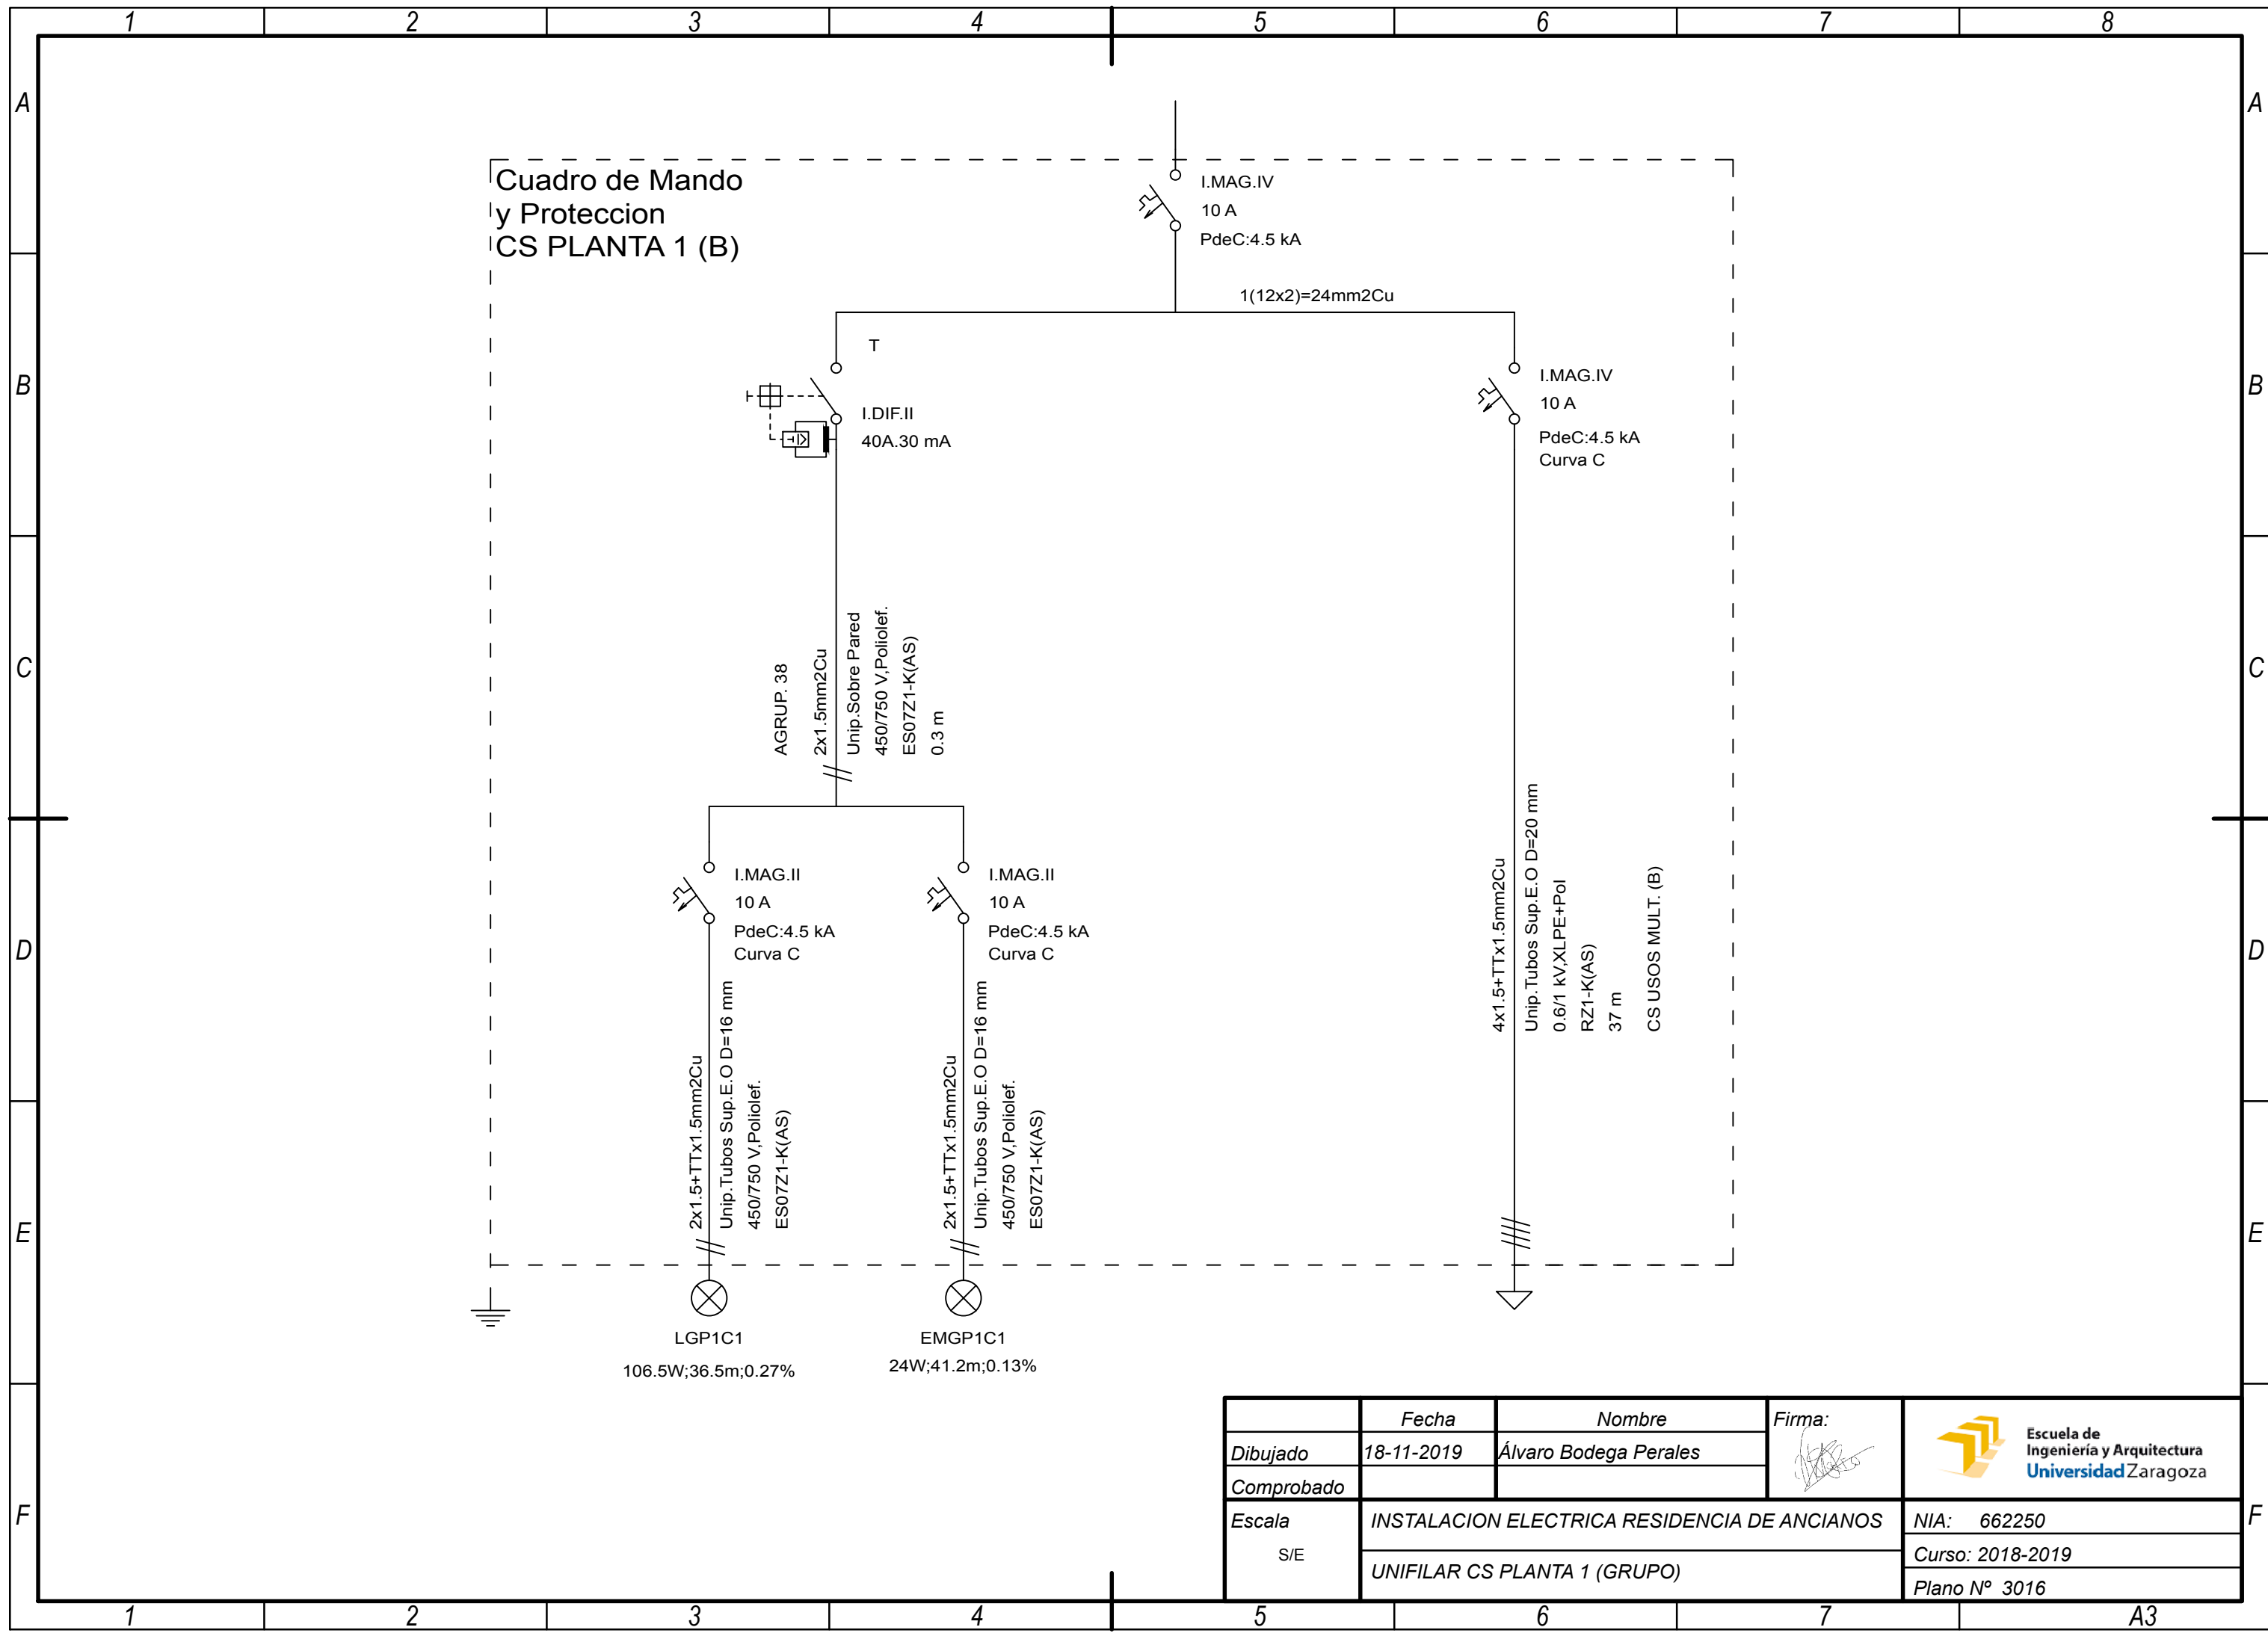 1 2 3 4 5 6 7 8
A A
B B
C C
D D
E E
F F
Cuadro de Mando
y Proteccion
CS PLANTA 1 (B)
I.MAG.IV
10 A
PdeC:4.5 kA
1(12x2)=24mm2Cu
T
I.DIF.II
40A.30 mA
I.MAG.IV
10 A
PdeC:4.5 kA
Curva C
AGRUP. 38
2x1.5mm2Cu
Unip.Sobre Pared
450/750 V,Poliolef.
ES07Z1-K(AS)
0.3 m
I.MAG.II
10 A
PdeC:4.5 kA
Curva C
I.MAG.II
10 A
PdeC:4.5 kA
Curva C
2x1.5+TTx1.5mm2Cu
Unip.Tubos Sup.E.O D=16 mm
450/750 V,Poliolef.
ES07Z1-K(AS)
2x1.5+TTx1.5mm2Cu
Unip.Tubos Sup.E.O D=16 mm
450/750 V,Poliolef.
ES07Z1-K(AS)
4x1.5+TTx1.5mm2Cu
Unip.Tubos Sup.E.O D=20 mm
0.6/1 kV,XLPE+Pol
RZ1-K(AS)
37 m
CS USOS MULT. (B)
LGP1C1
106.5W;36.5m;0.27%
EMGP1C1
24W;41.2m;0.13%
Fecha Nombre Firma:
Dibujado 18-11-2019 Álvaro Bodega Perales
Comprobado
Escuela de
Ingeniería y Arquitectura
Universidad Zaragoza
Escala
S/E
INSTALACION ELECTRICA RESIDENCIA DE ANCIANOS
UNIFILAR CS PLANTA 1 (GRUPO)
NIA: 662250
Curso: 2018-2019
Plano Nº 3016
1 2 3 4 5 6 7 A3